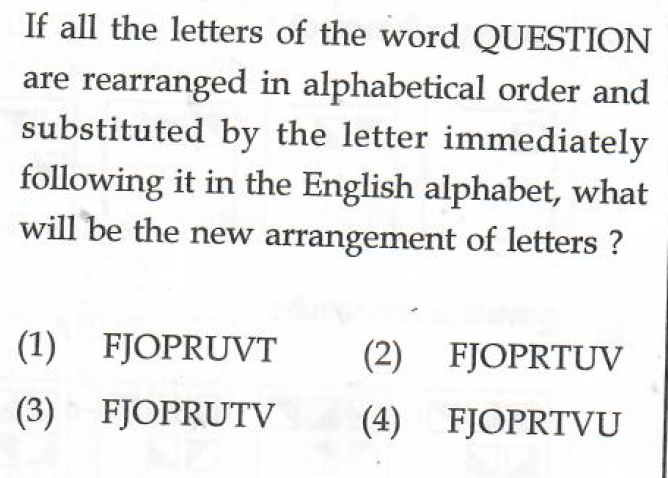 If all the letters of the word QUESTION
are rearranged in alphabetical order and
substituted by the letter immediately
following it in the English alphabet, what
will be the new arrangement of letters ?
(1) FJOPRUVT (2) FJOPRTUV
(3) FJOPRUTV (4) FJOPRTVU